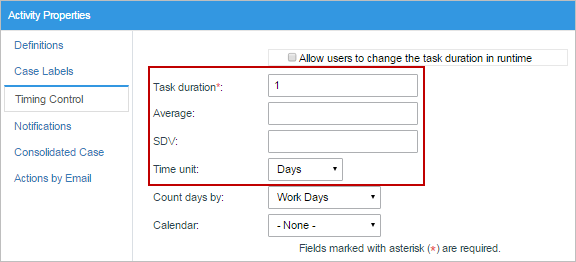 Activity Properties
Definitions
Case Labels
Timing Control
Notifications
Consolidated Case
Actions by Email
Allow users to change the task duration in runtime
Task duration*: 1
Average:
SDV:
Time unit: Days
Count days by: Work Days
Calendar: - None -
Fields marked with asterisk (*) are required.